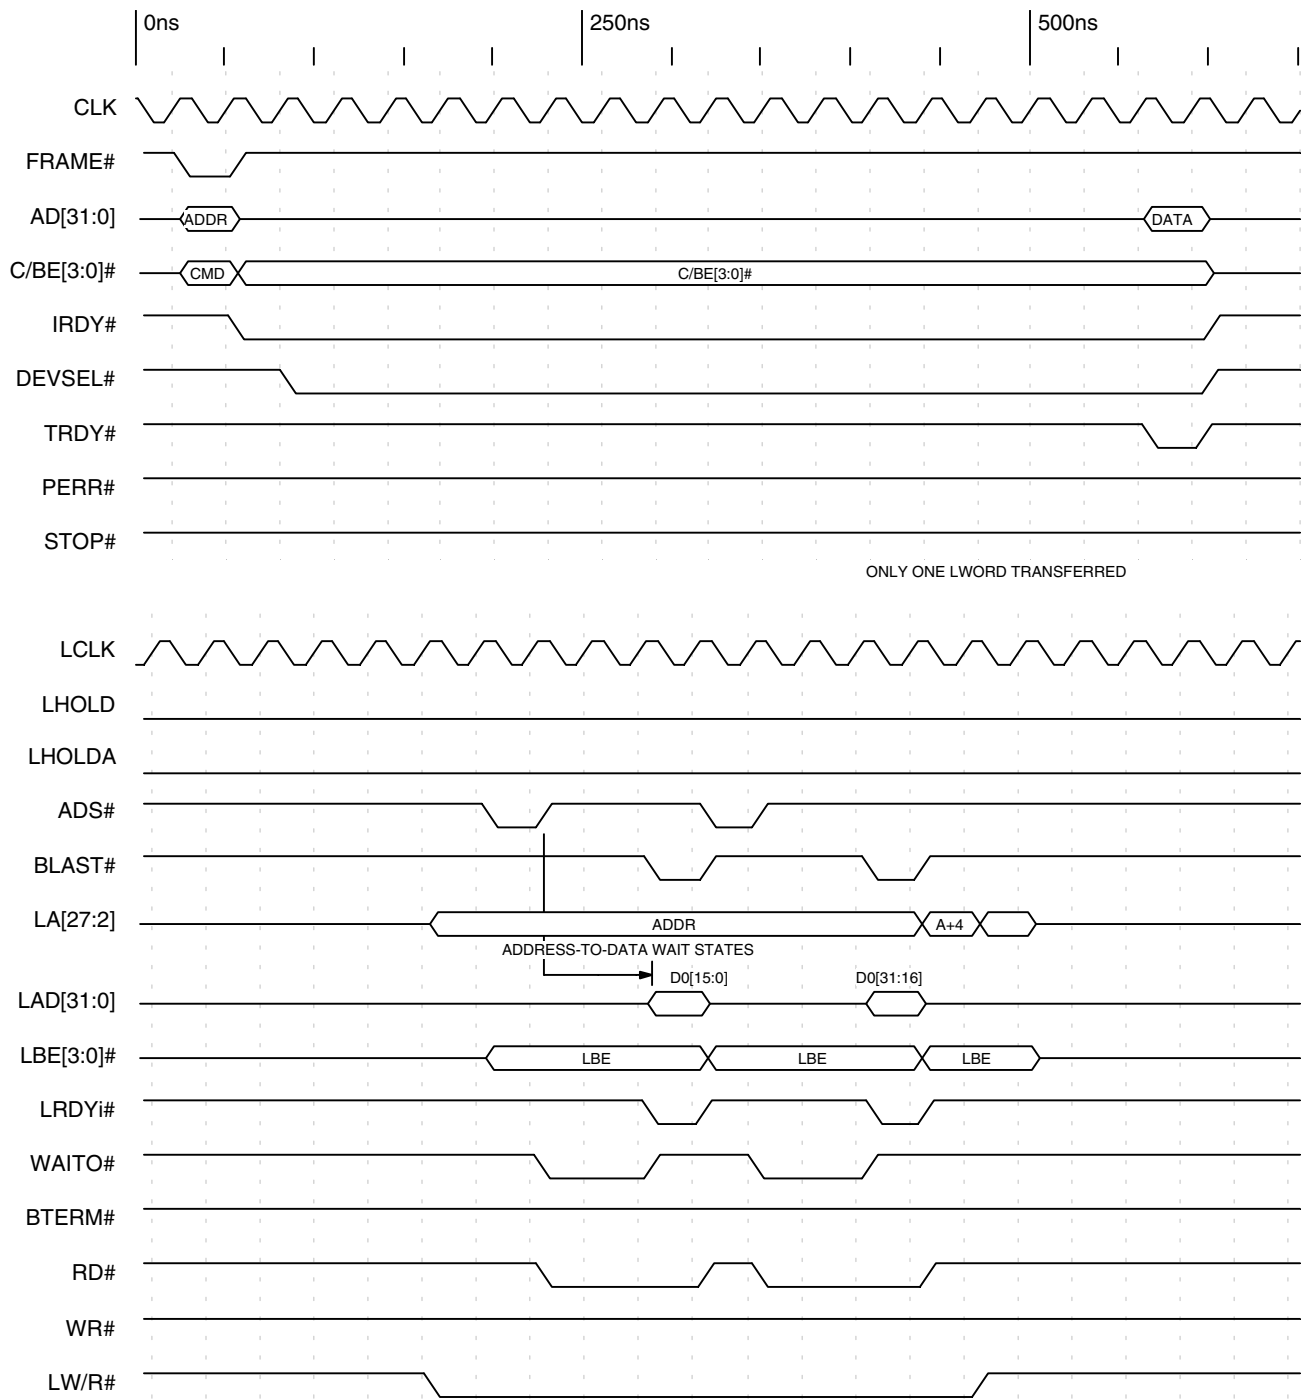 0ns 250ns 500ns
CLK
FRAME#
AD[31:0] ADDR DATA
C/BE[3:0]# CMD C/BE[3:0]#
IRDY#
DEVSEL#
TRDY#
PERR#
STOP#
ONLY ONE LWORD TRANSFERRED
LCLK
LHOLD
LHOLDA
ADS#
BLAST#
LA[27:2] ADDR A+4
ADDRESS-TO-DATA WAIT STATES
D0[15:0] D0[31:16]
LAD[31:0]
LBE[3:0]# LBE LBE LBE
LRDYi#
WAITO#
BTERM#
RD#
WR#
LW/R#